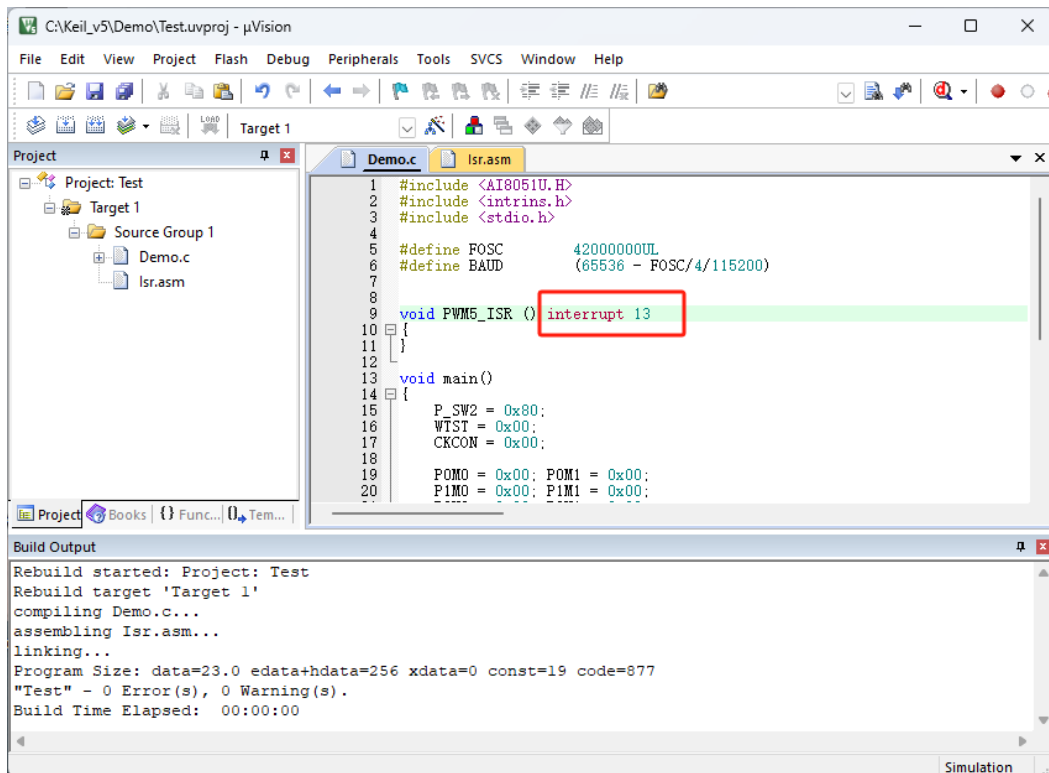 C:\Keil_v5\Demo\Test.uvproj - µVision
File Edit View Project Flash Debug Peripherals Tools SVCS Window Help
LOAD Target 1
Project
Project: Test
Target 1
Source Group 1
Demo.c
Isr.asm
Project Books {} Func... Tem...
Demo.c Isr.asm
1 #include <AI8051U.H>
2 #include <intrins.h>
3 #include <stdio.h>
4
5 #define FOSC 42000000UL
6 #define BAUD (65536 - FOSC/4/115200)
7
8
9 void PWM5_ISR () interrupt 13
10 {
11 }
12
13 void main()
14 {
15 P_SW2 = 0x80;
16 WTST = 0x00;
17 CKCON = 0x00;
18
19 P0M0 = 0x00; P0M1 = 0x00;
20 P1M0 = 0x00; P1M1 = 0x00;
Build Output
Rebuild started: Project: Test
Rebuild target 'Target 1'
compiling Demo.c...
assembling Isr.asm...
linking...
Program Size: data=23.0 edata+hdata=256 xdata=0 const=19 code=877
"Test" - 0 Error(s), 0 Warning(s).
Build Time Elapsed: 00:00:00
Simulation